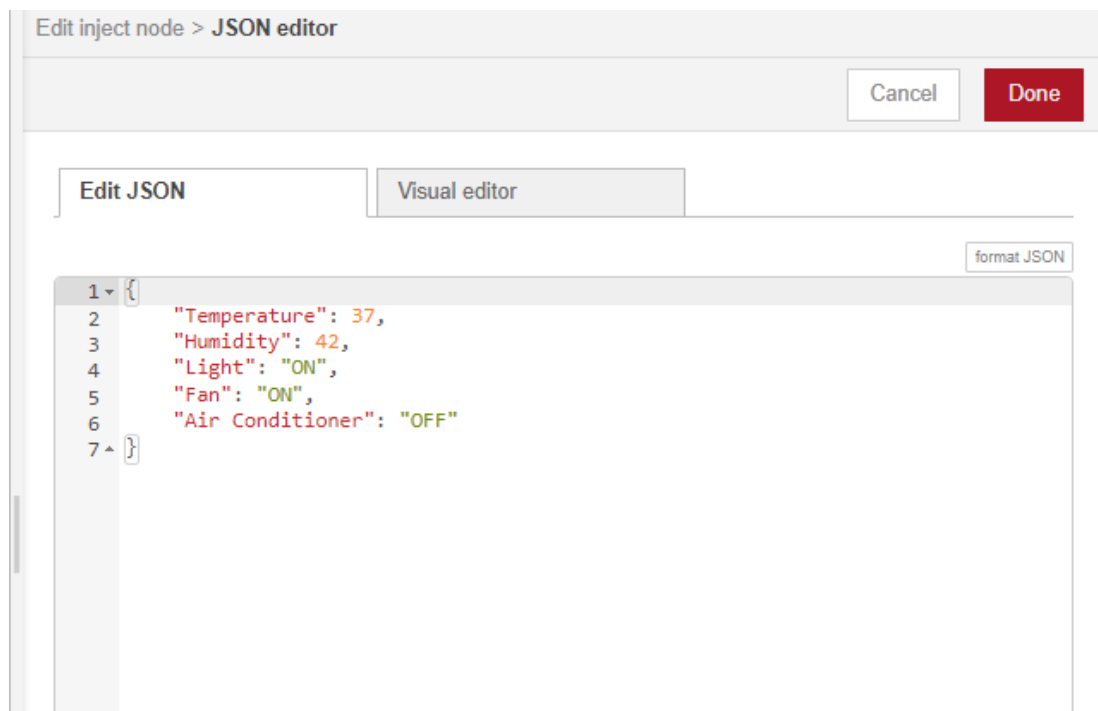 Edit inject node > JSON editor
Cancel Done
Edit JSON Visual editor
format JSON
1 {
2 "Temperature": 37,
3 "Humidity": 42,
4 "Light": "ON",
5 "Fan": "ON",
6 "Air Conditioner": "OFF"
7 }